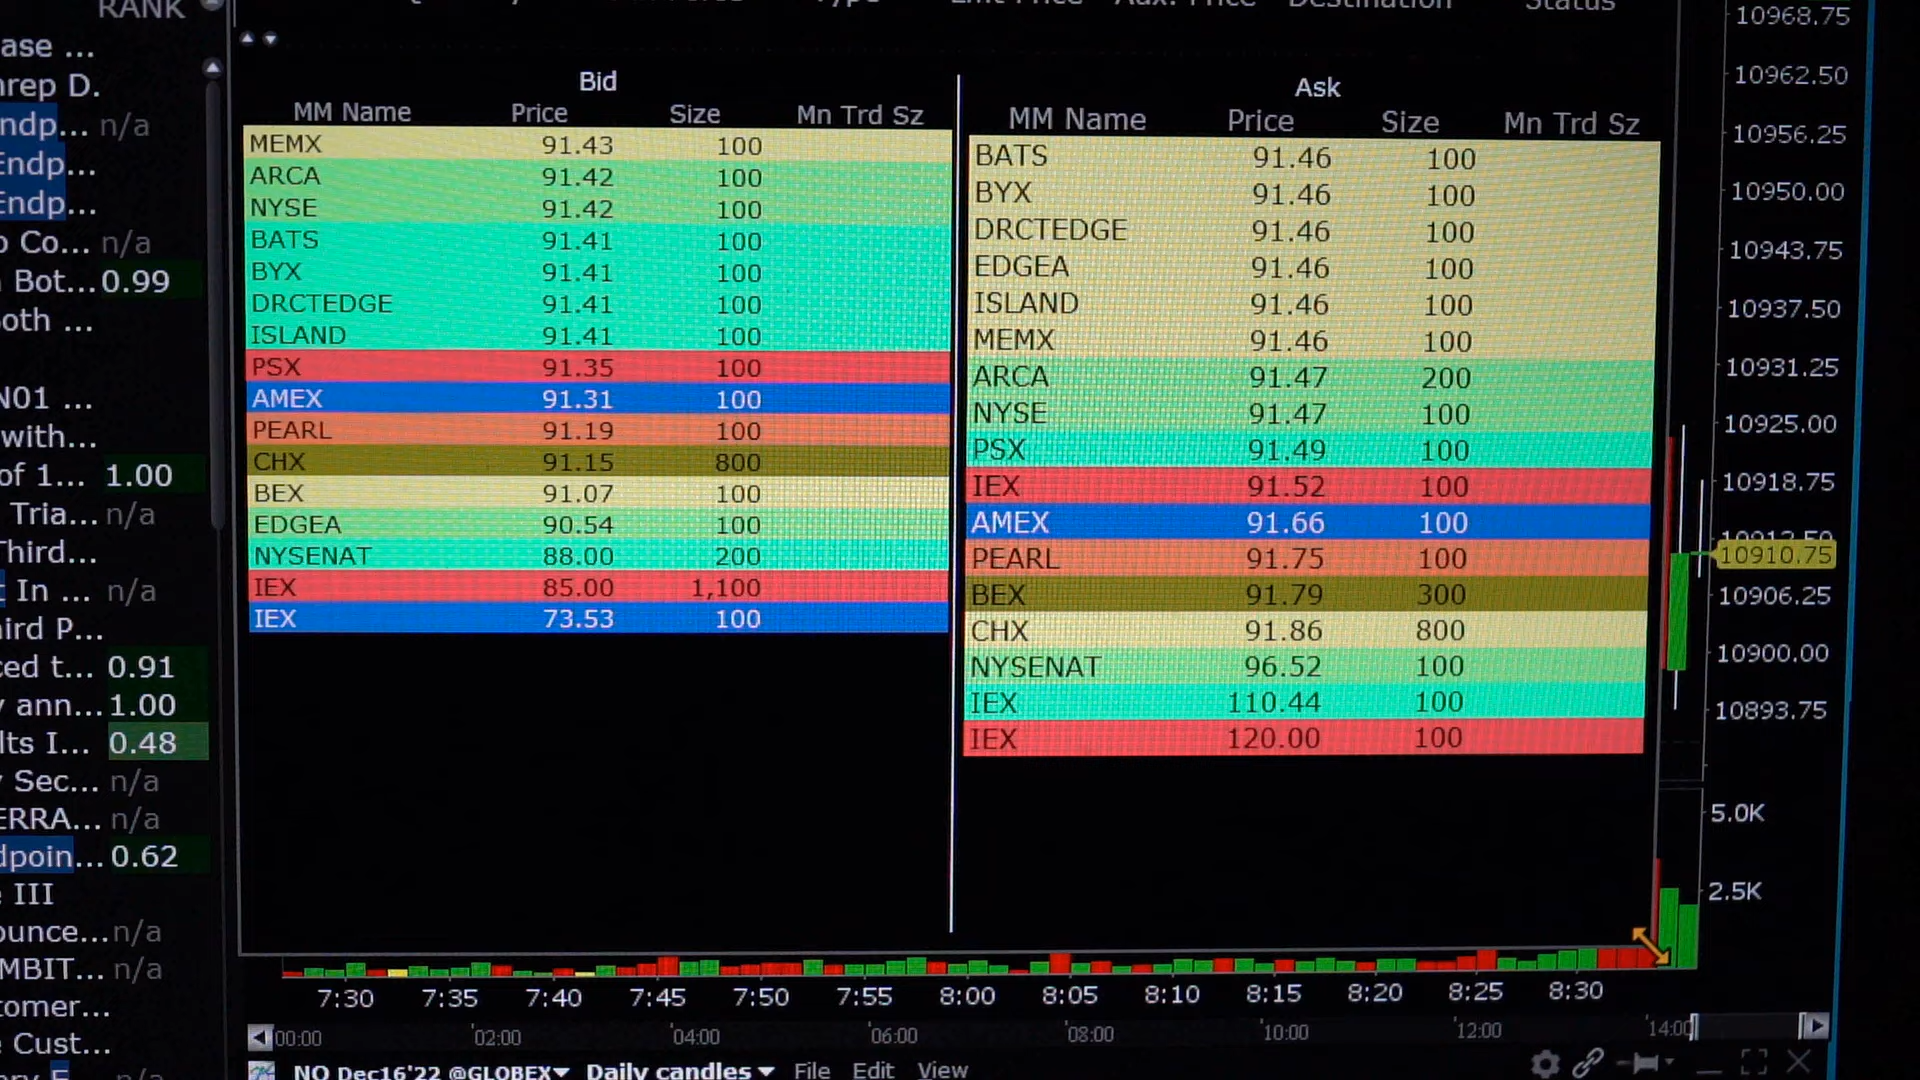 RANK
Status
10968.75
ase ...
hrep D.
ndp... n/a
Endp...
Endp...
o Co... n/a
Bot... 0.99
oth ...
N01 ...
with...
of 1... 1.00
Tria... n/a
Third...
In ... n/a
ird P...
ced t... 0.91
y ann... 1.00
lts I... 0.48
y Sec... n/a
ERRA... n/a
dpoin... 0.62
e III
ounce... n/a
MBIT... n/a
tomer...
e Cust...
Bid
MM Name Price Size Mn Trd Sz
MEMX 91.43 100
ARCA 91.42 100
NYSE 91.42 100
BATS 91.41 100
BYX 91.41 100
DRCTEDGE 91.41 100
ISLAND 91.41 100
PSX 91.35 100
AMEX 91.31 100
PEARL 91.19 100
CHX 91.15 800
BEX 91.07 100
EDGEA 90.54 100
NYSENAT 88.00 200
IEX 85.00 1,100
IEX 73.53 100
Ask
MM Name Price Size Mn Trd Sz
BATS 91.46 100
BYX 91.46 100
DRCTEDGE 91.46 100
EDGEA 91.46 100
ISLAND 91.46 100
MEMX 91.46 100
ARCA 91.47 200
NYSE 91.47 100
PSX 91.49 100
IEX 91.52 100
AMEX 91.66 100
PEARL 91.75 100
BEX 91.79 300
CHX 91.86 800
NYSENAT 96.52 100
IEX 110.44 100
IEX 120.00 100
10962.50
10956.25
10950.00
10943.75
10937.50
10931.25
10925.00
10918.75
10912.50
10910.75
10906.25
10900.00
10893.75
5.0K
2.5K
7:30 7:35 7:40 7:45 7:50 7:55 8:00 8:05 8:10 8:15 8:20 8:25 8:30
00:00 02:00 04:00 06:00 08:00 10:00 12:00 14:00
NQ Dec16'22 @GLOBEX Daily candles File Edit View